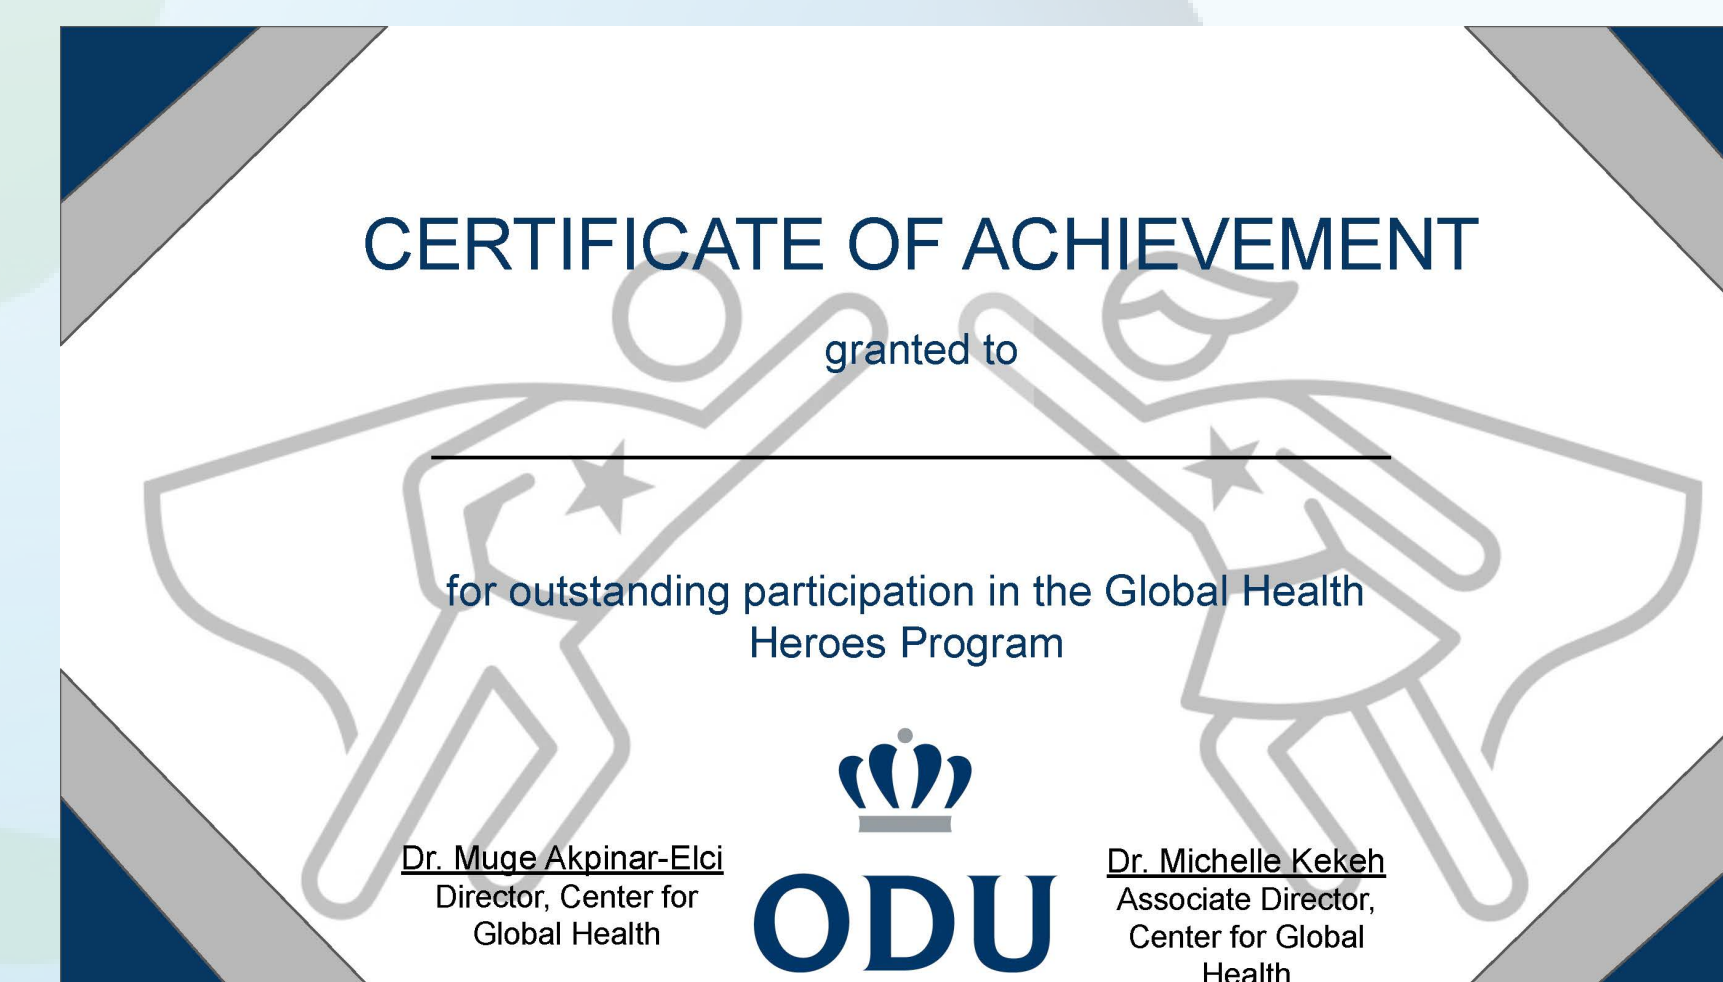 CERTIFICATE OF ACHIEVEMENT
granted to
for outstanding participation in the Global Health
Heroes Program
Dr. Muge Akpinar-Elci
Director, Center for
Global Health
ODU
Dr. Michelle Kekeh
Associate Director,
Center for Global
Health